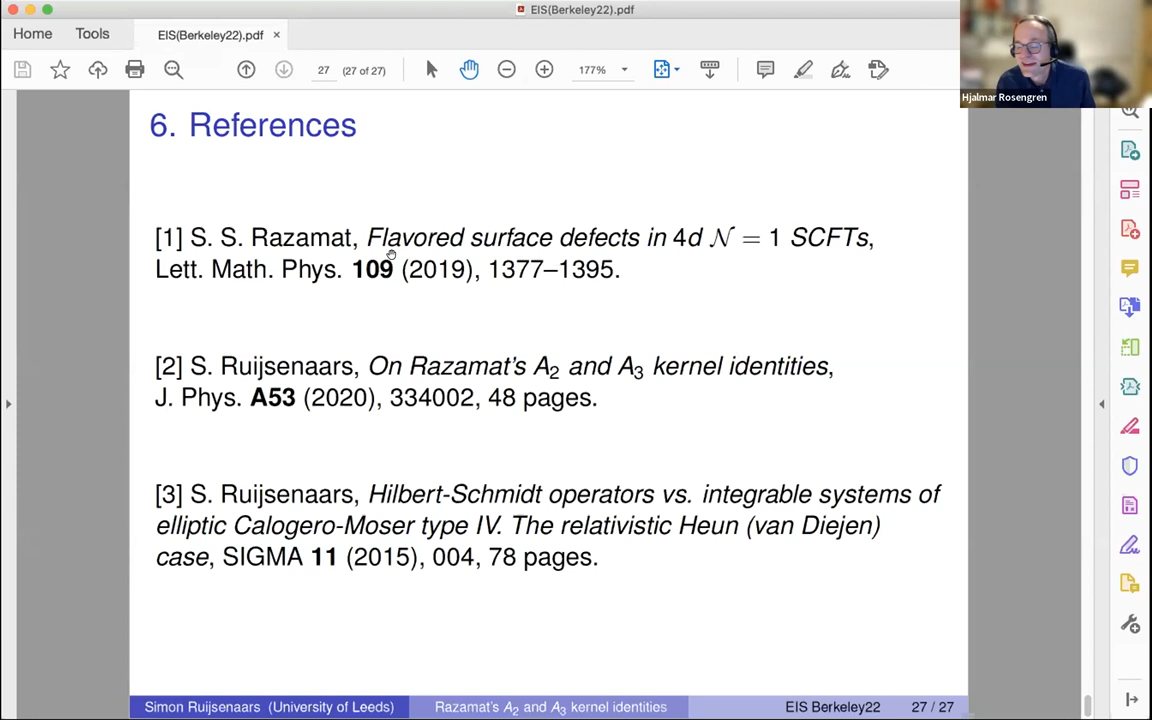 EIS(Berkeley22).pdf
Home Tools EIS(Berkeley22).pdf ×
27 (27 of 27) 177%
Hjalmar Rosengren
6. References
[1] S. S. Razamat, Flavored surface defects in 4d 𝒩 = 1 SCFTs,
Lett. Math. Phys. 109 (2019), 1377–1395.
[2] S. Ruijsenaars, On Razamat's A₂ and A₃ kernel identities,
J. Phys. A53 (2020), 334002, 48 pages.
[3] S. Ruijsenaars, Hilbert-Schmidt operators vs. integrable systems of
elliptic Calogero-Moser type IV. The relativistic Heun (van Diejen)
case, SIGMA 11 (2015), 004, 78 pages.
Simon Ruijsenaars (University of Leeds) Razamat's A₂ and A₃ kernel identities EIS Berkeley22 27 / 27